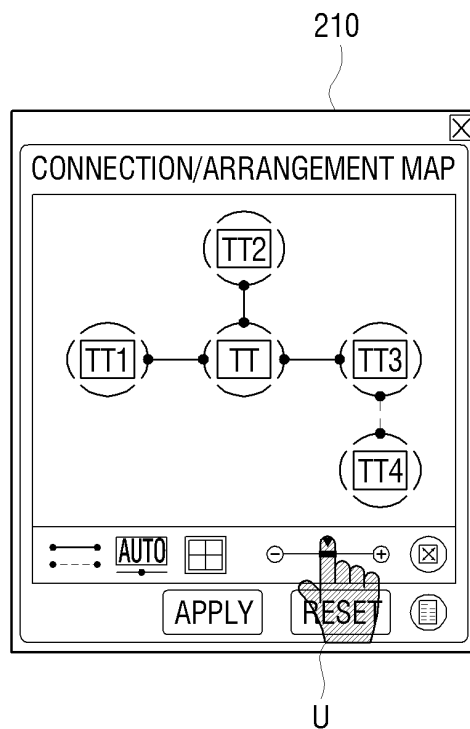 210
CONNECTION/ARRANGEMENT MAP
TT2
TT1 TT TT3
TT4
AUTO
APPLY RESET
U